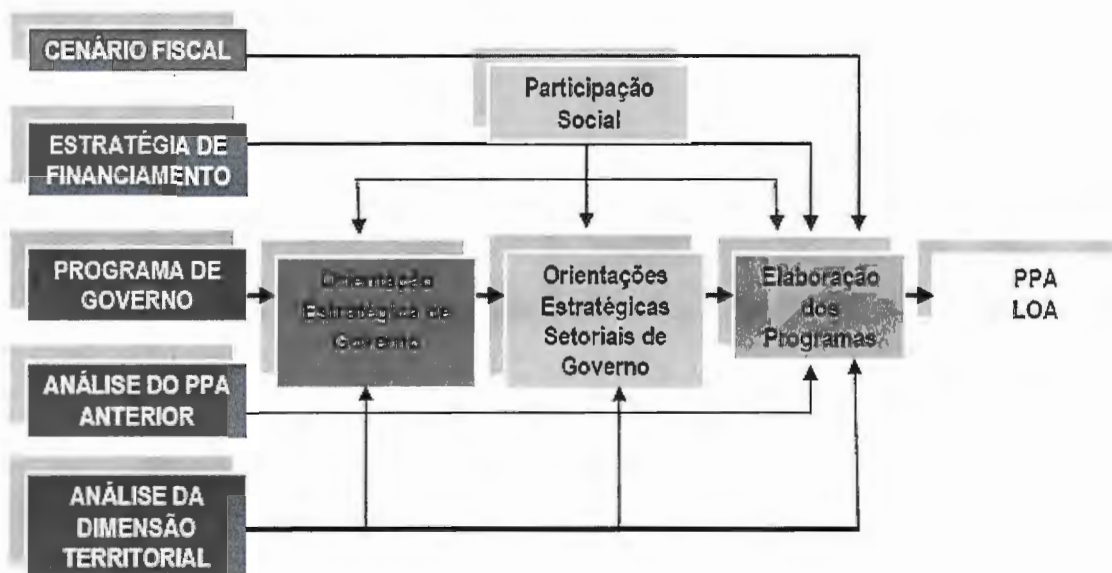 CENÁRIO FISCAL
Participação
Social
ESTRATÉGIA DE
FINANCIAMENTO
PROGRAMA DE
GOVERNO
Orientação
Estratégica de
Governo
Orientações
Estratégicas
Setoriais de
Governo
Elaboração
dos
Programas
PPA
LOA
ANÁLISE DO PPA
ANTERIOR
ANÁLISE DA
DIMENSÃO
TERRITORIAL